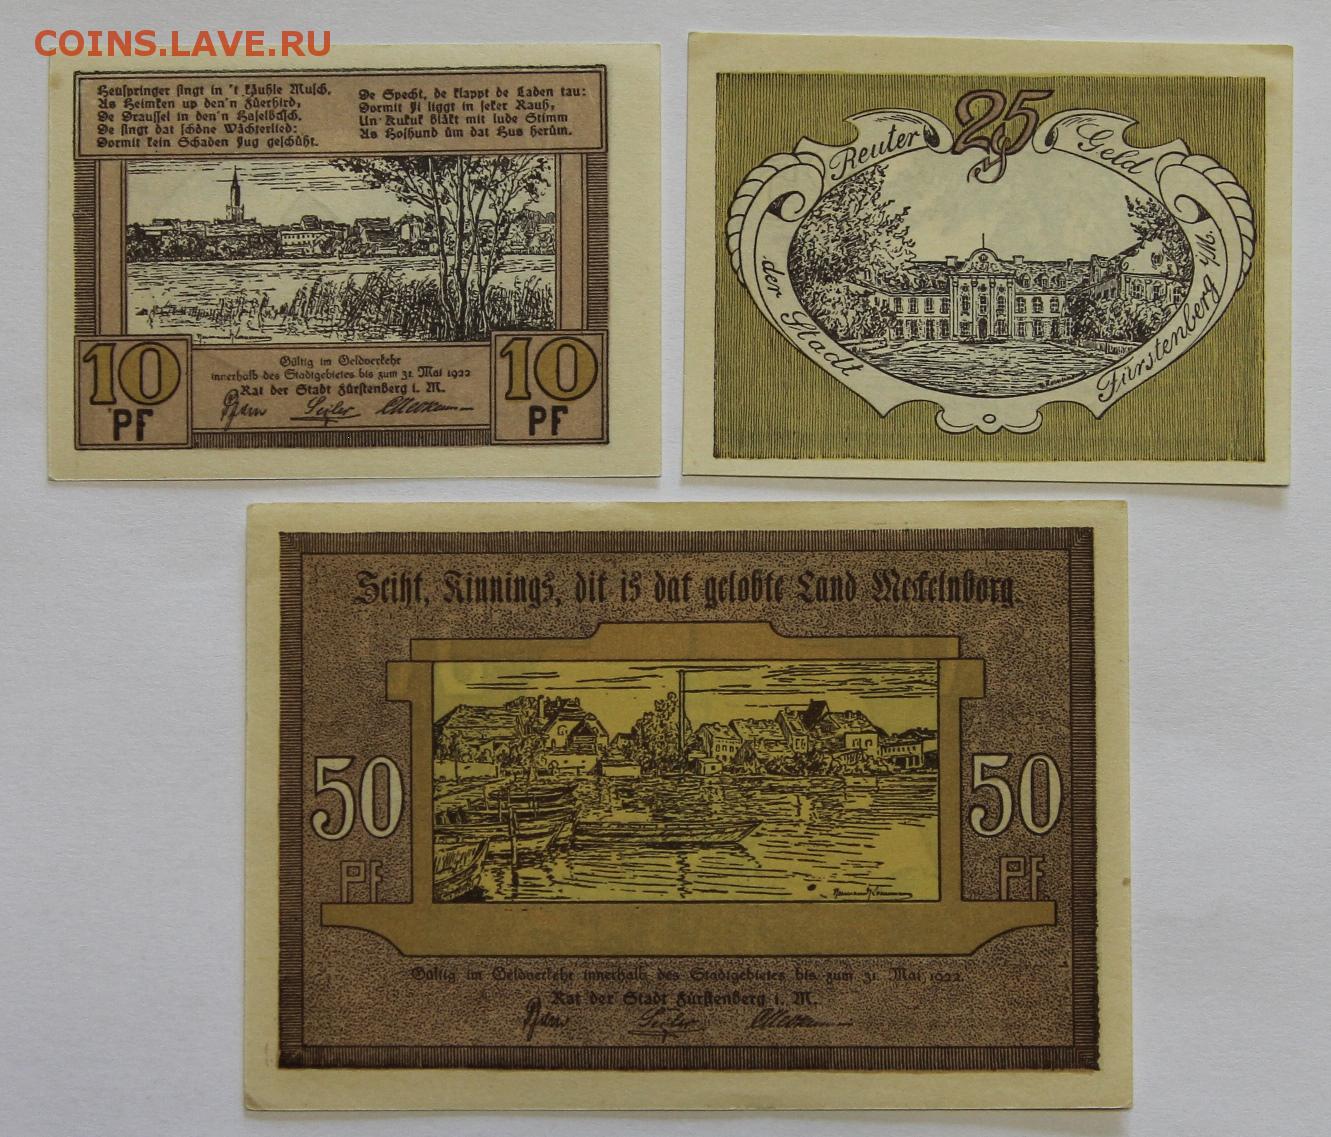 COINS.LAVE.RU
Heuspringer singt in 't käuhle Musch.
As Heimken up den'n Füerhird,
De Draussel in den'n Haselbusch.
De singt dat schöne Wächterlied:
Dormit kein Schaden Jug geschüht.
De Specht, de klappt de Laden tau:
Dormit Ji liggt in seker Rauh,
Un Kukuk bläkt mit lude Stimm
As Hofhund üm dat Hus herüm.
10 PF
Gültig im Geldverkehr
innerhalb des Stadtgebietes bis zum 31. Mai 1922
Rat der Stadt Fürstenberg i. M.
10 PF
Reuter 25 Geld
der Stadt Fürstenberg i/M.
Seiht, Kinnings, dit is dat gelobte Land Meckelnborg.
50 PF
50 PF
Gültig im Geldverkehr innerhalb des Stadtgebietes bis zum 31. Mai 1922.
Rat der Stadt Fürstenberg i. M.